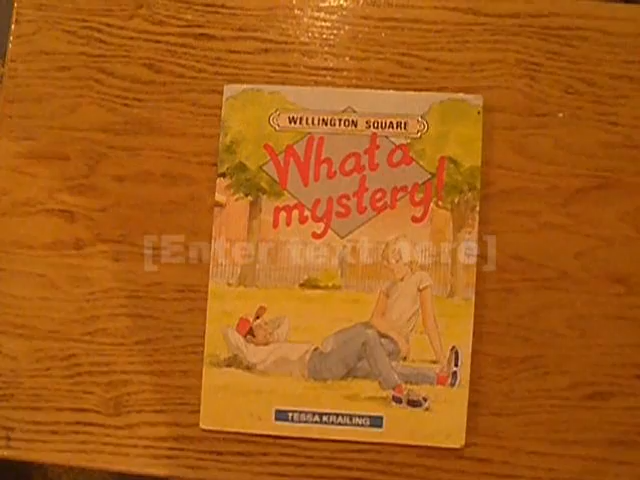 WELLINGTON SQUARE
What a
mystery!
[Enter text here]
TESSA KRAILING